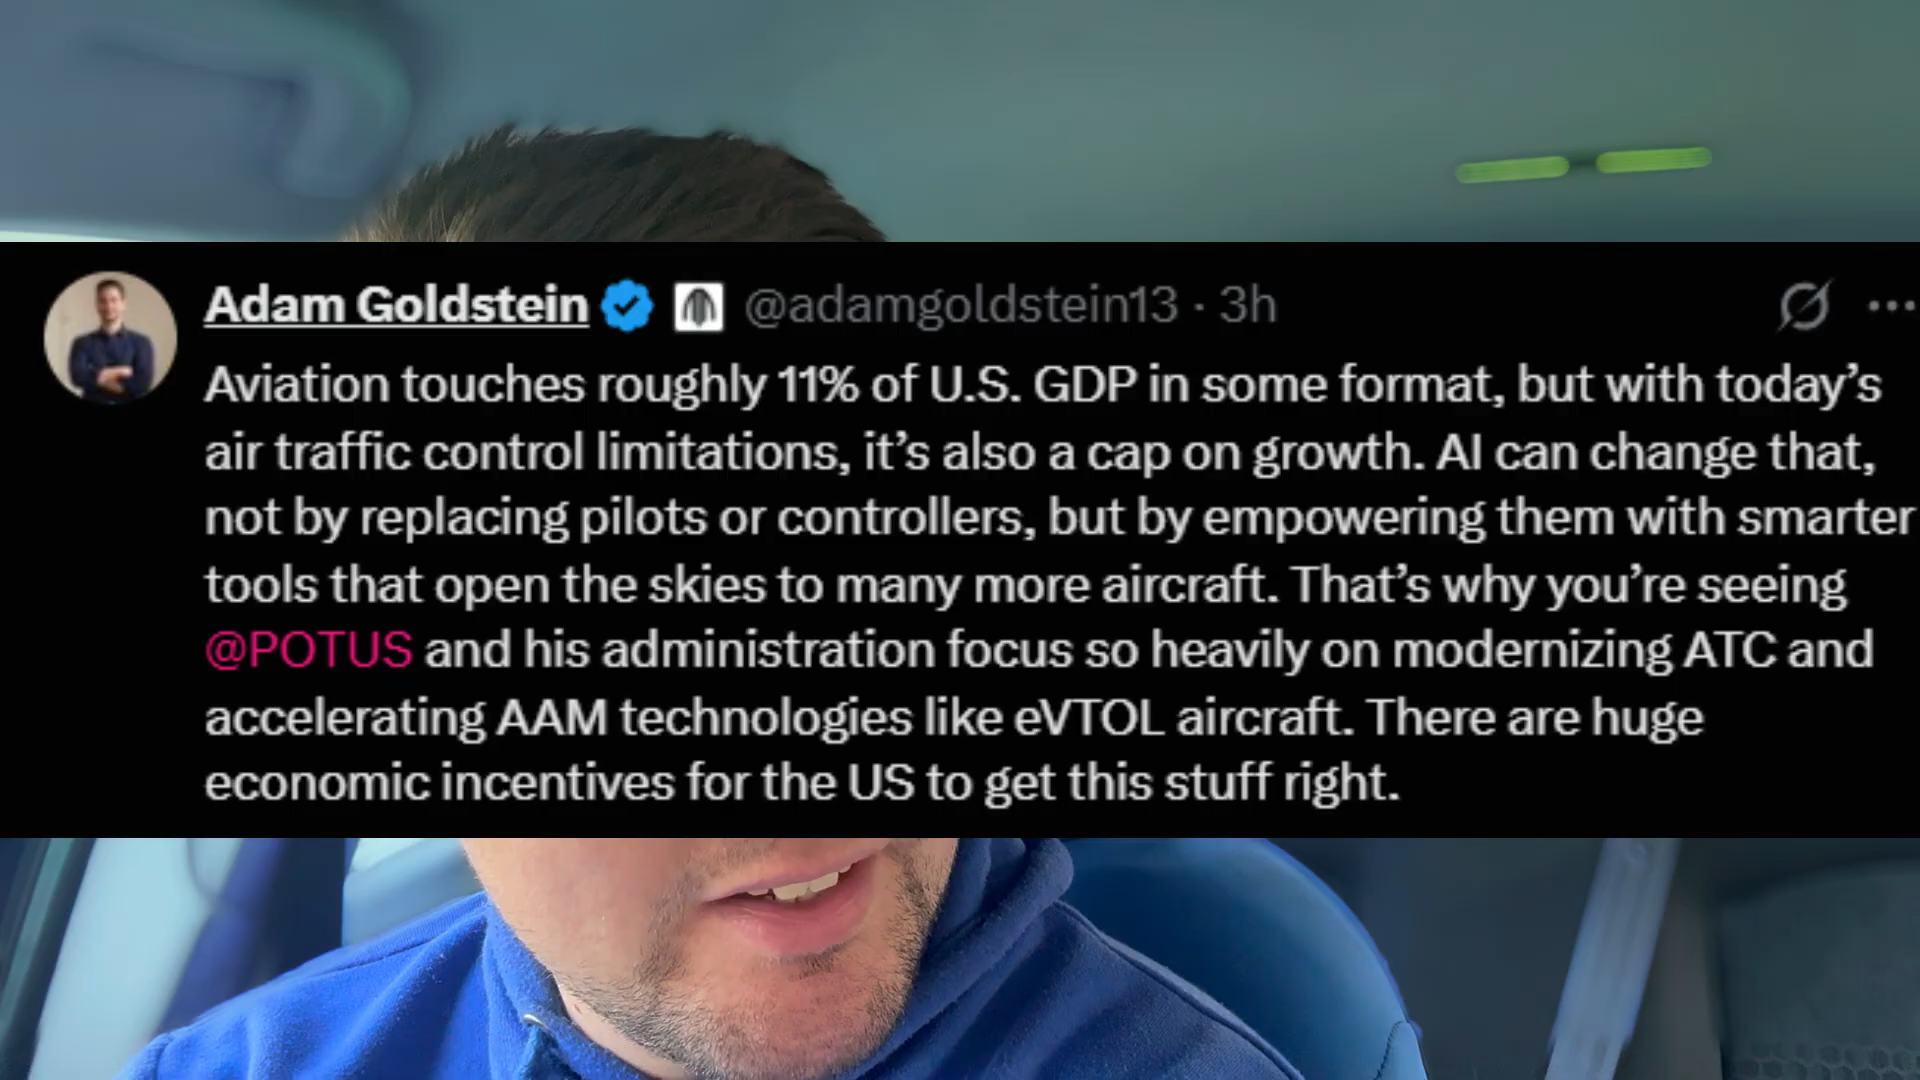 Adam Goldstein @adamgoldstein13 · 3h
Aviation touches roughly 11% of U.S. GDP in some format, but with today’s
air traffic control limitations, it’s also a cap on growth. AI can change that,
not by replacing pilots or controllers, but by empowering them with smarter
tools that open the skies to many more aircraft. That’s why you’re seeing
@POTUS and his administration focus so heavily on modernizing ATC and
accelerating AAM technologies like eVTOL aircraft. There are huge
economic incentives for the US to get this stuff right.